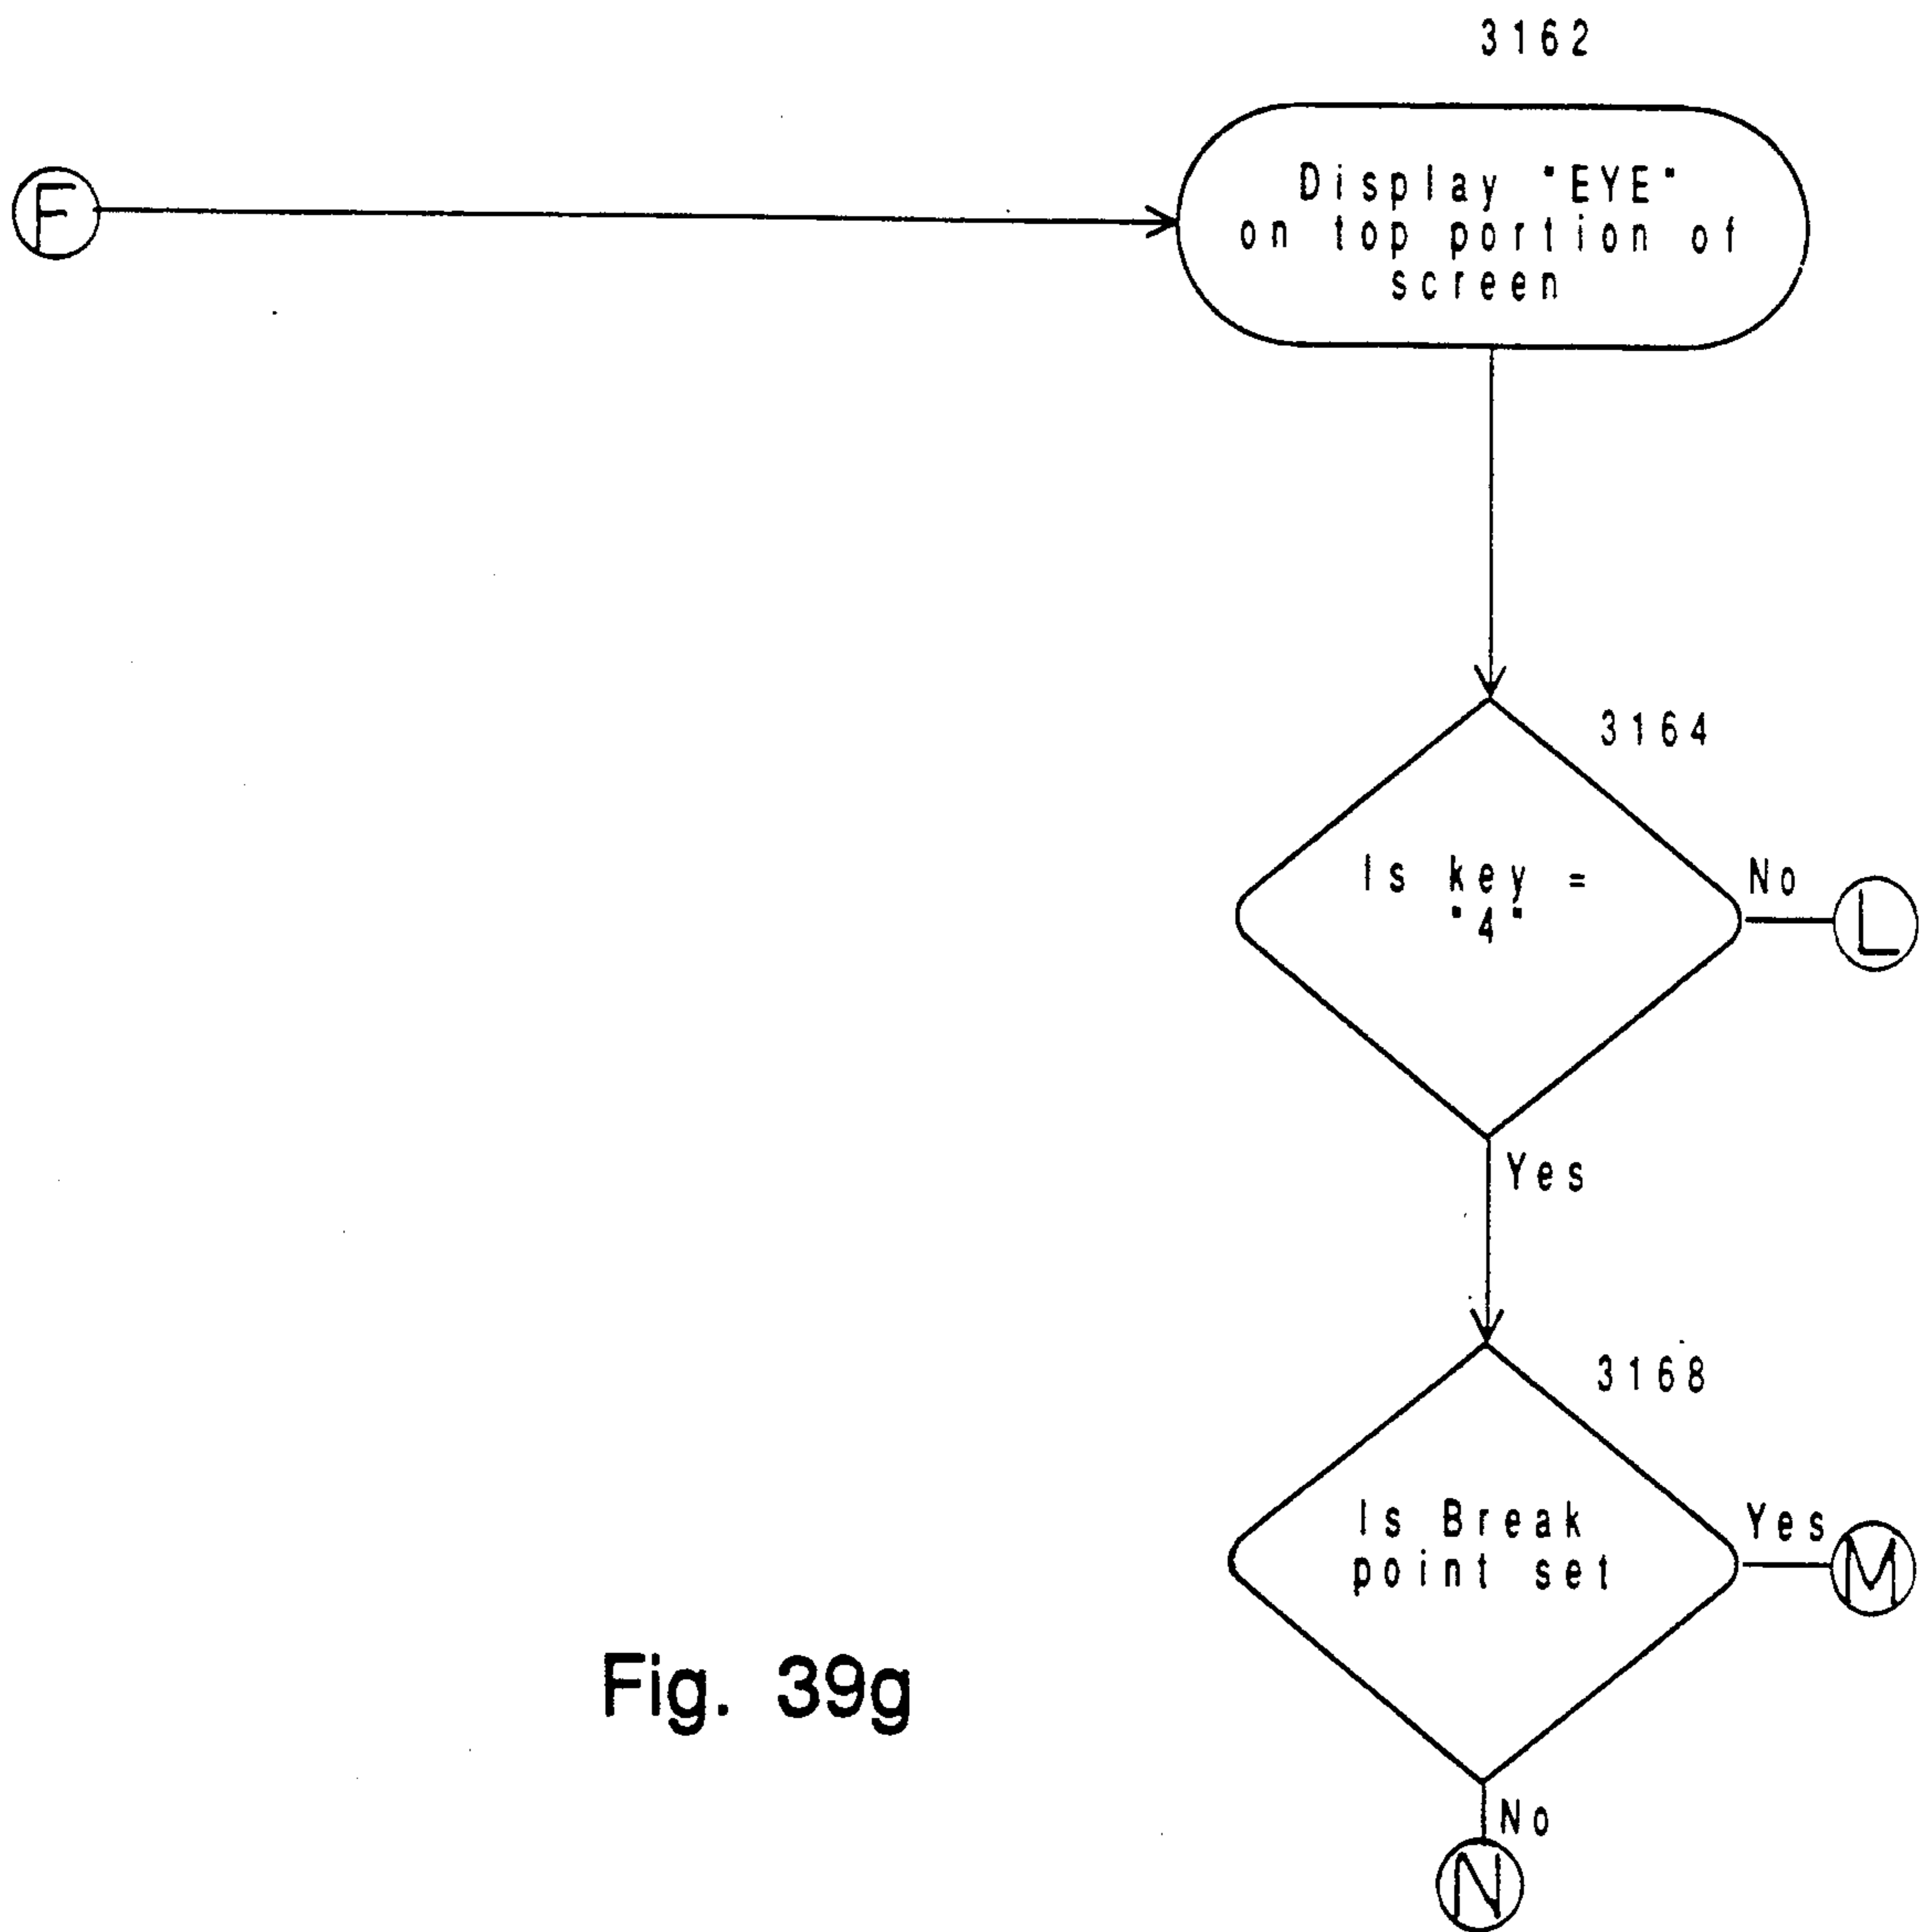 3162
F
Display "EYE"
on top portion of
screen
3164
Is key =
"4"
No
L
Yes
3168
Is Break
point set
Yes
M
Fig. 39g
No
N